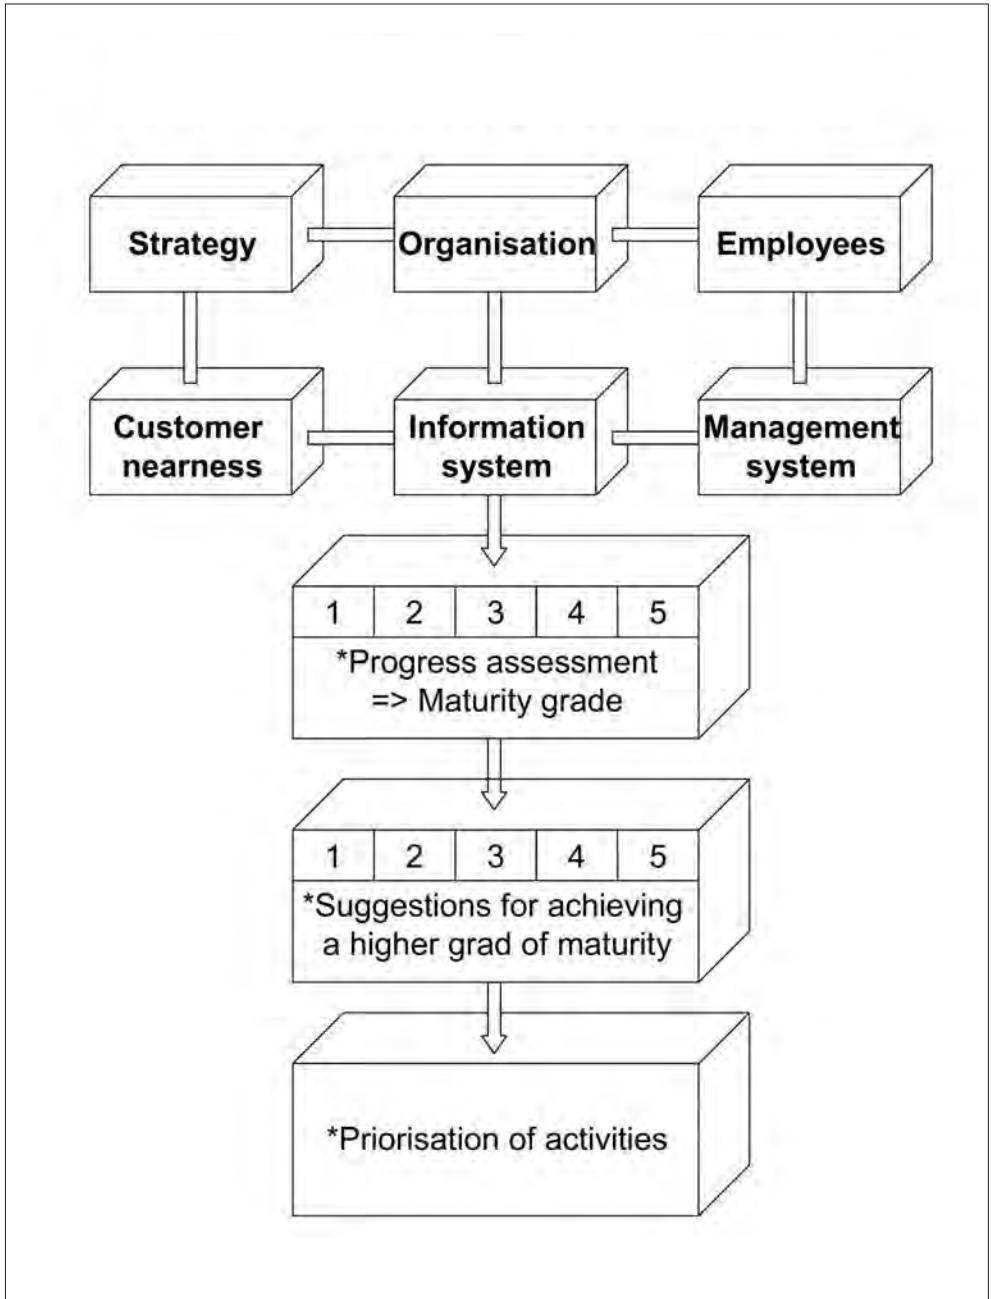 Strategy
Organisation
Employees
Customer
nearness
Information
system
Management
system
1 2 3 4 5
*Progress assessment
=> Maturity grade
1 2 3 4 5
*Suggestions for achieving
a higher grad of maturity
*Priorisation of activities